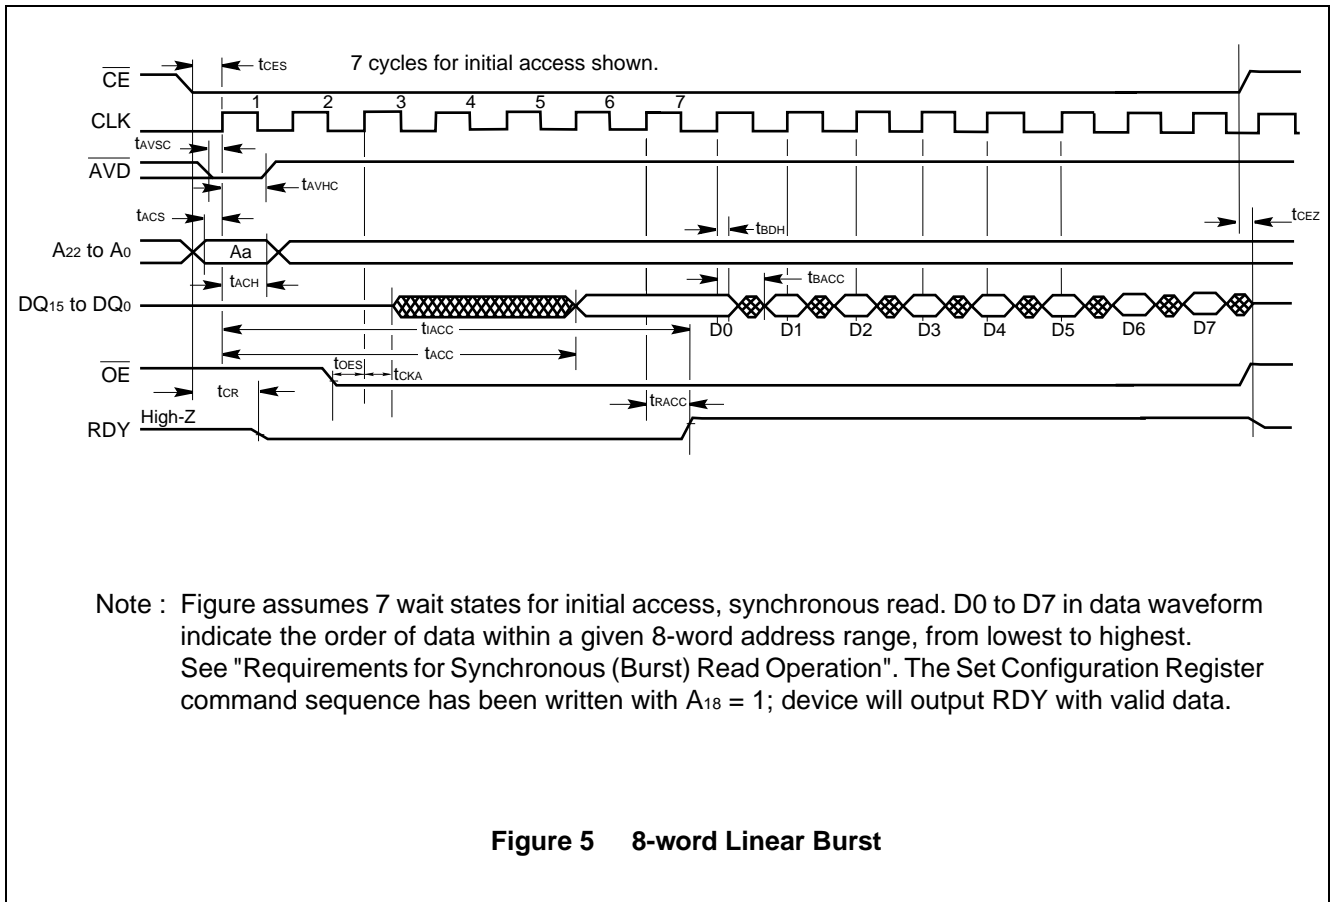 tCES 7 cycles for initial access shown.
CE
1 2 3 4 5 6 7
CLK
tAVSC
AVD
tAVHC
tACS
tBDH
tCEZ
A22 to A0 Aa
tACH
tBACC
DQ15 to DQ0
D0 D1 D2 D3 D4 D5 D6 D7
tIACC
tACC
tOES
tCKA
OE
tCR
tRACC
High-Z
RDY
Note : Figure assumes 7 wait states for initial access, synchronous read. D0 to D7 in data waveform
indicate the order of data within a given 8-word address range, from lowest to highest.
See "Requirements for Synchronous (Burst) Read Operation". The Set Configuration Register
command sequence has been written with A18 = 1; device will output RDY with valid data.
Figure 5 8-word Linear Burst